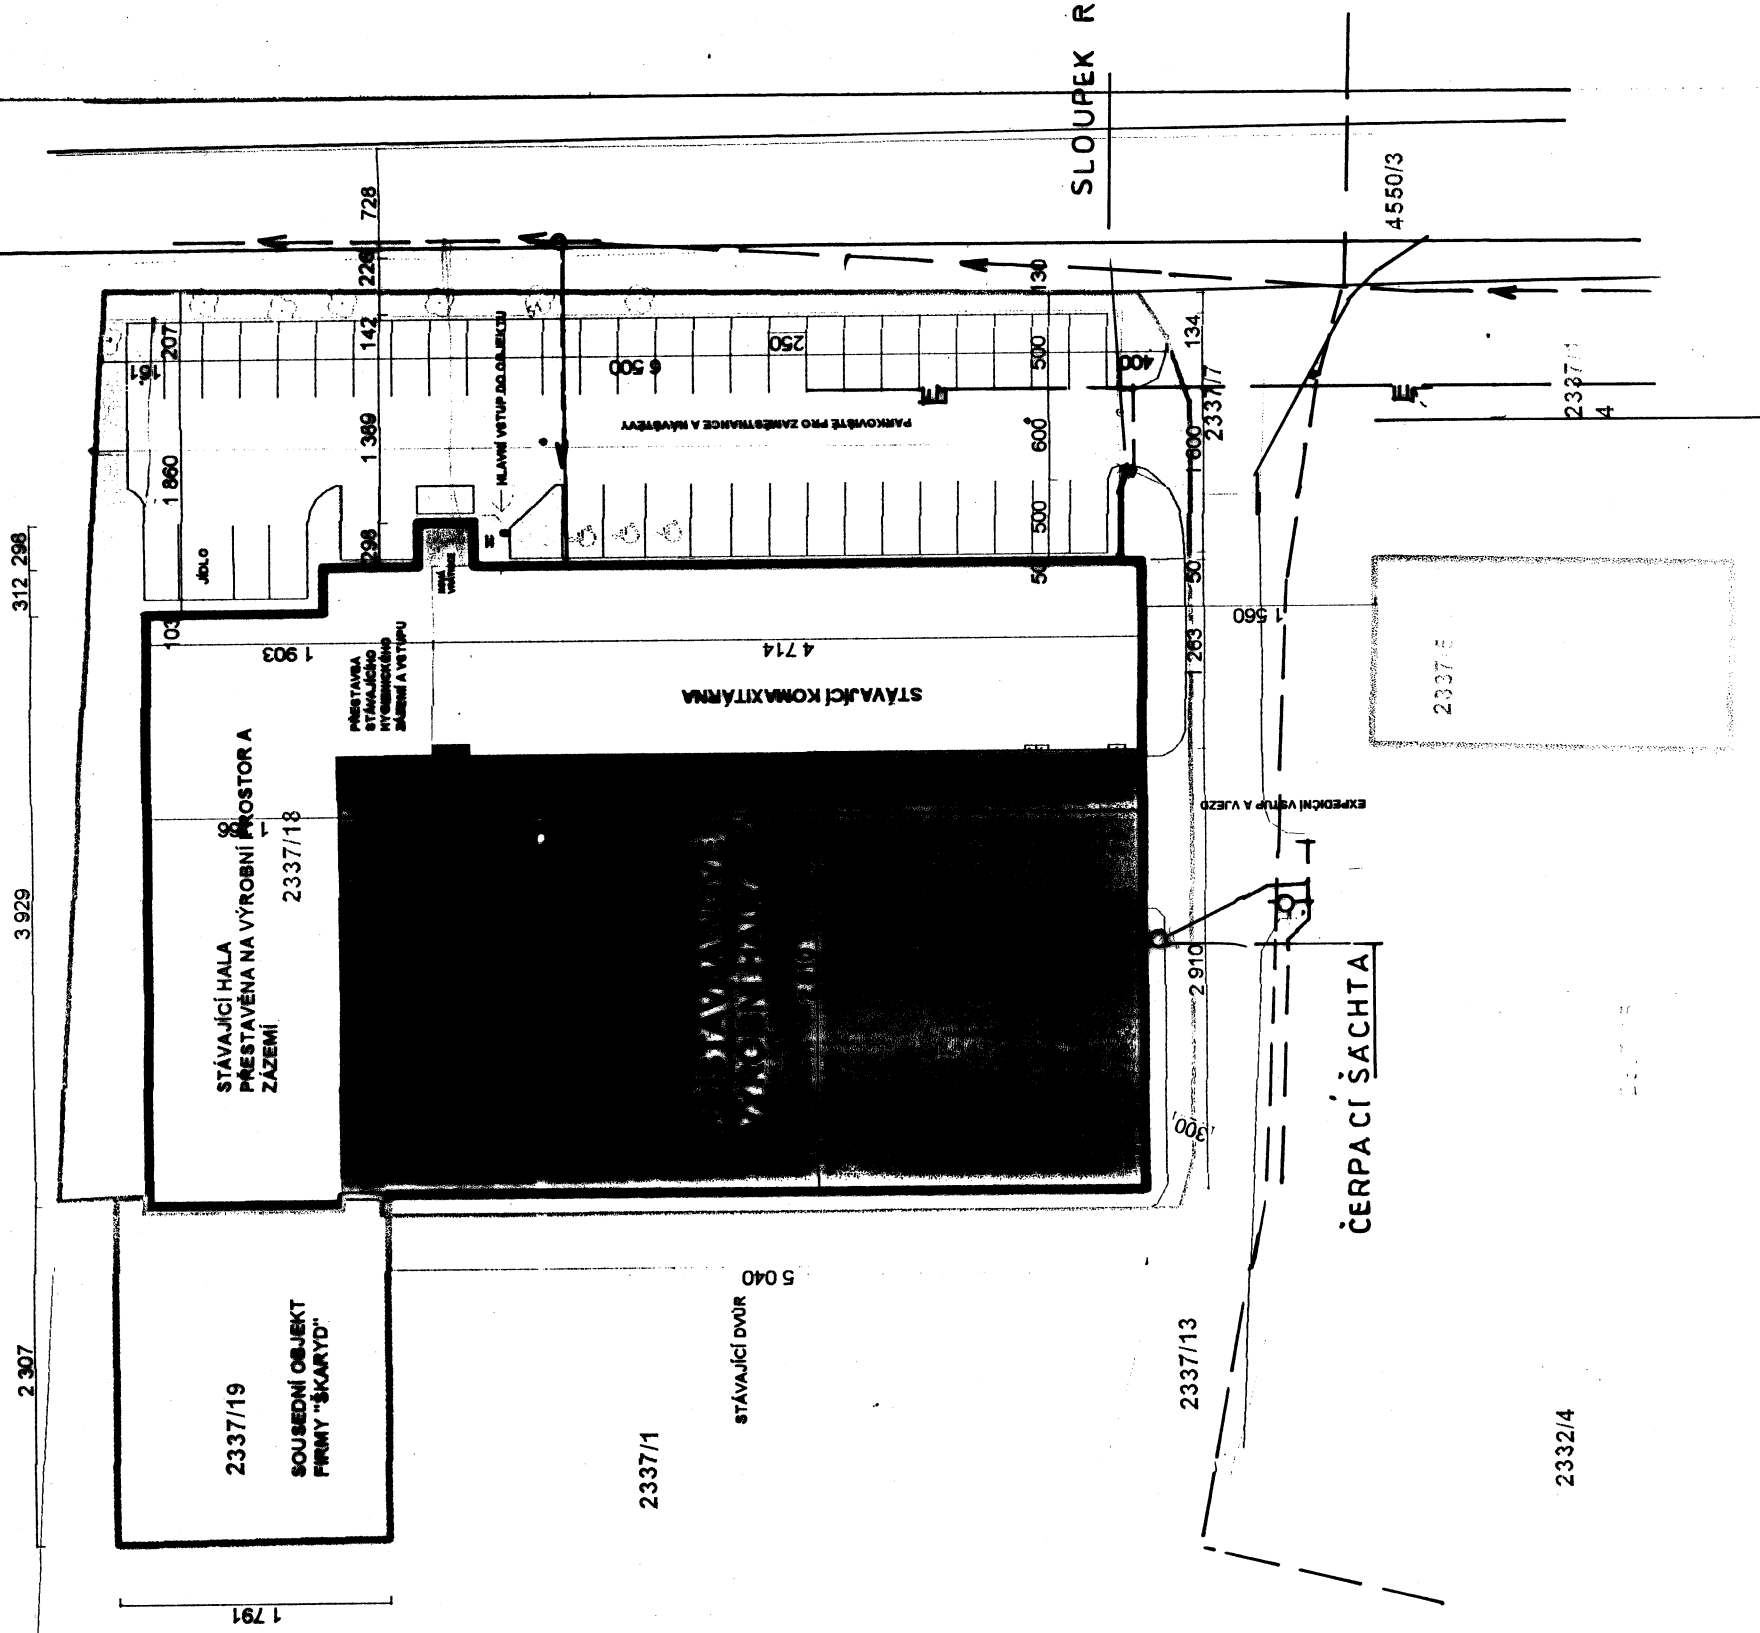 SLOUPEK R
4550/3
728
226
130
142
207
161
1 860
1 389
HLAVNÍ VSTUP DO OBJEKTU
6 500
250
500
400
134
2337/7
2337/1
4
PARKOVIŠTĚ PRO ZAMĚSTNANCE A NÁVŠTĚVY
600
1 600
500
50
50
298
312
298
JÍDLO
103
1 903
4 714
1 263
1 560
PŘESTAVBA
STÁVAJÍCÍHO
HYGIENICKÉHO
ZÁZEMÍ A VSTUPU
STÁVAJÍCÍ KOMAXITÁRNA
EXPEDIČNÍ VSTUP A VJEZD
2337/18
STÁVAJÍCÍ HALA
PŘESTAVĚNA NA VÝROBNÍ PROSTOR A
ZÁZEMÍ
3 929
2 910
300
ČERPACÍ ŠACHTA
5 040
STÁVAJÍCÍ DVŮR
2337/13
2 307
2337/19
SOUSEDNÍ OBJEKT
FIRMY "ŠKARYD"
2337/1
2332/4
1 791